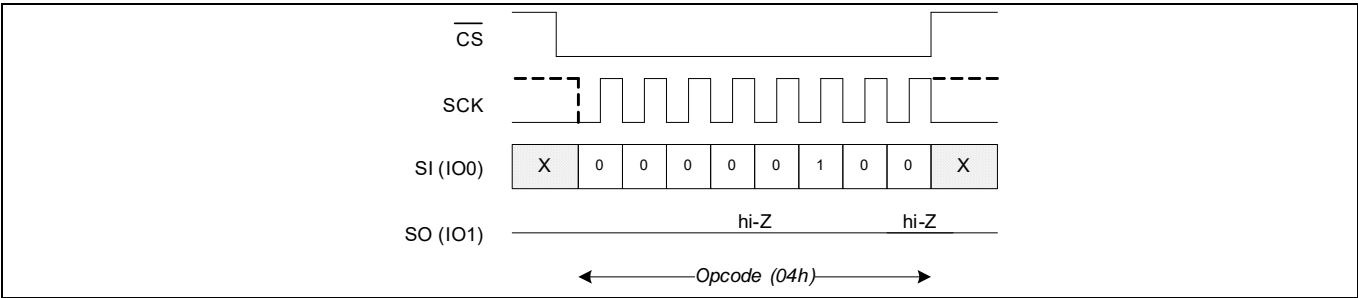 CS
SCK
SI (IO0) X 0 0 0 0 0 1 0 0 X
hi-Z hi-Z
SO (IO1)
Opcode (04h)